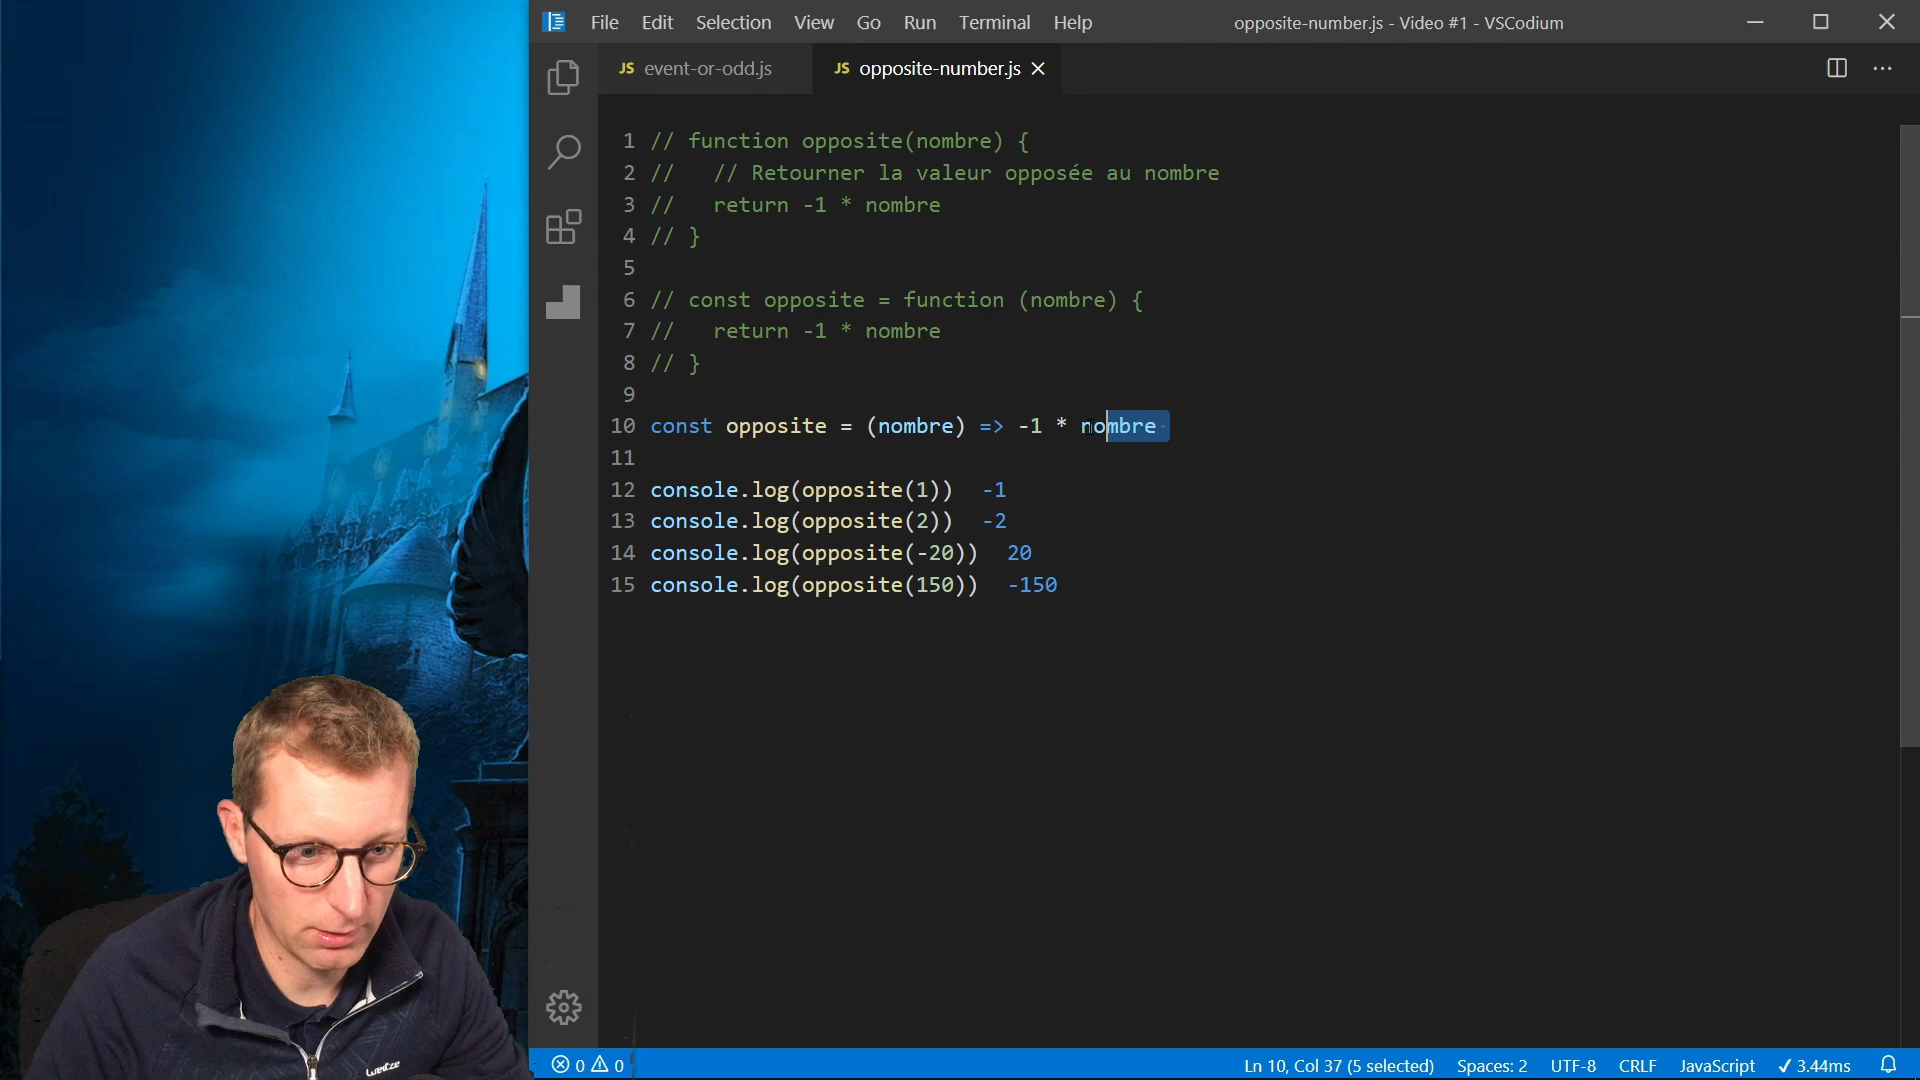 File Edit Selection View Go Run Terminal Help opposite-number.js - Video #1 - VSCodium
JS event-or-odd.js JS opposite-number.js
1 // function opposite(nombre) {
2 //   // Retourner la valeur opposée au nombre
3 //   return -1 * nombre
4 // }
5
6 // const opposite = function (nombre) {
7 //   return -1 * nombre
8 // }
9
10 const opposite = (nombre) => -1 * nombre
11
12 console.log(opposite(1)) -1
13 console.log(opposite(2)) -2
14 console.log(opposite(-20)) 20
15 console.log(opposite(150)) -150
wedze
0 0 Ln 10, Col 37 (5 selected) Spaces: 2 UTF-8 CRLF JavaScript ✓ 3.44ms